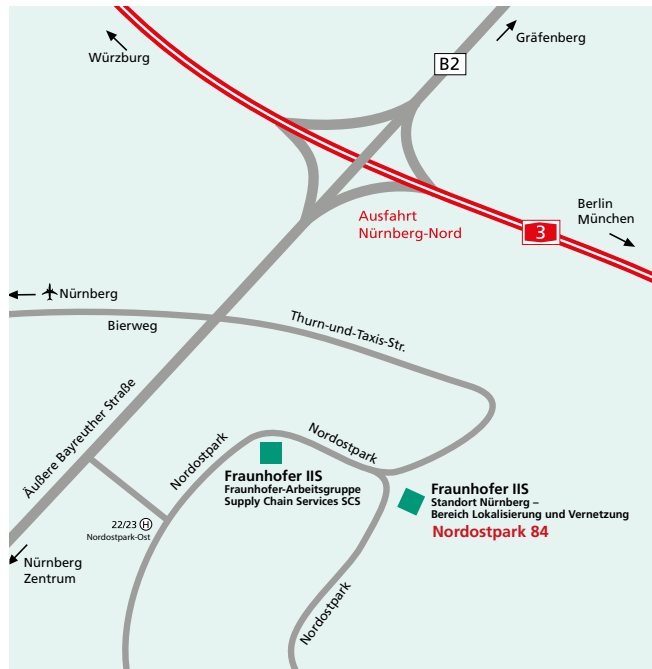 Gräfenberg
Würzburg
B2
Berlin
München
Ausfahrt
Nürnberg-Nord
3
Nürnberg
Bierweg
Thurn-und-Taxis-Str.
Äußere Bayreuther Straße
Nordostpark
Nordostpark
Fraunhofer IIS
Fraunhofer-Arbeitsgruppe
Supply Chain Services SCS
Fraunhofer IIS
Standort Nürnberg –
Bereich Lokalisierung und Vernetzung
Nordostpark 84
22/23 H
Nordostpark-Ost
Nürnberg
Zentrum
Nordostpark